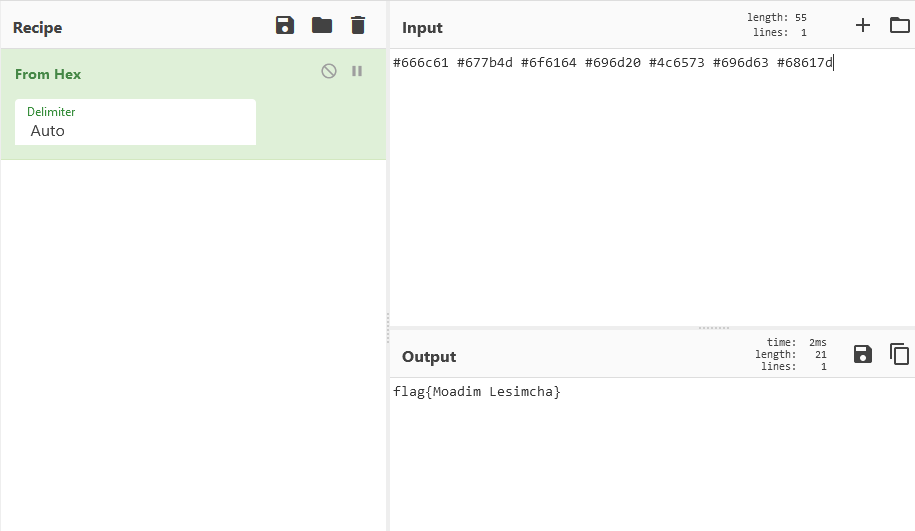 Recipe
From Hex
Delimiter
Auto
Input
length: 55
lines: 1
#666c61 #677b4d #6f6164 #696d20 #4c6573 #696d63 #68617d
Output
time: 2ms
length: 21
lines: 1
flag{Moadim Lesimcha}